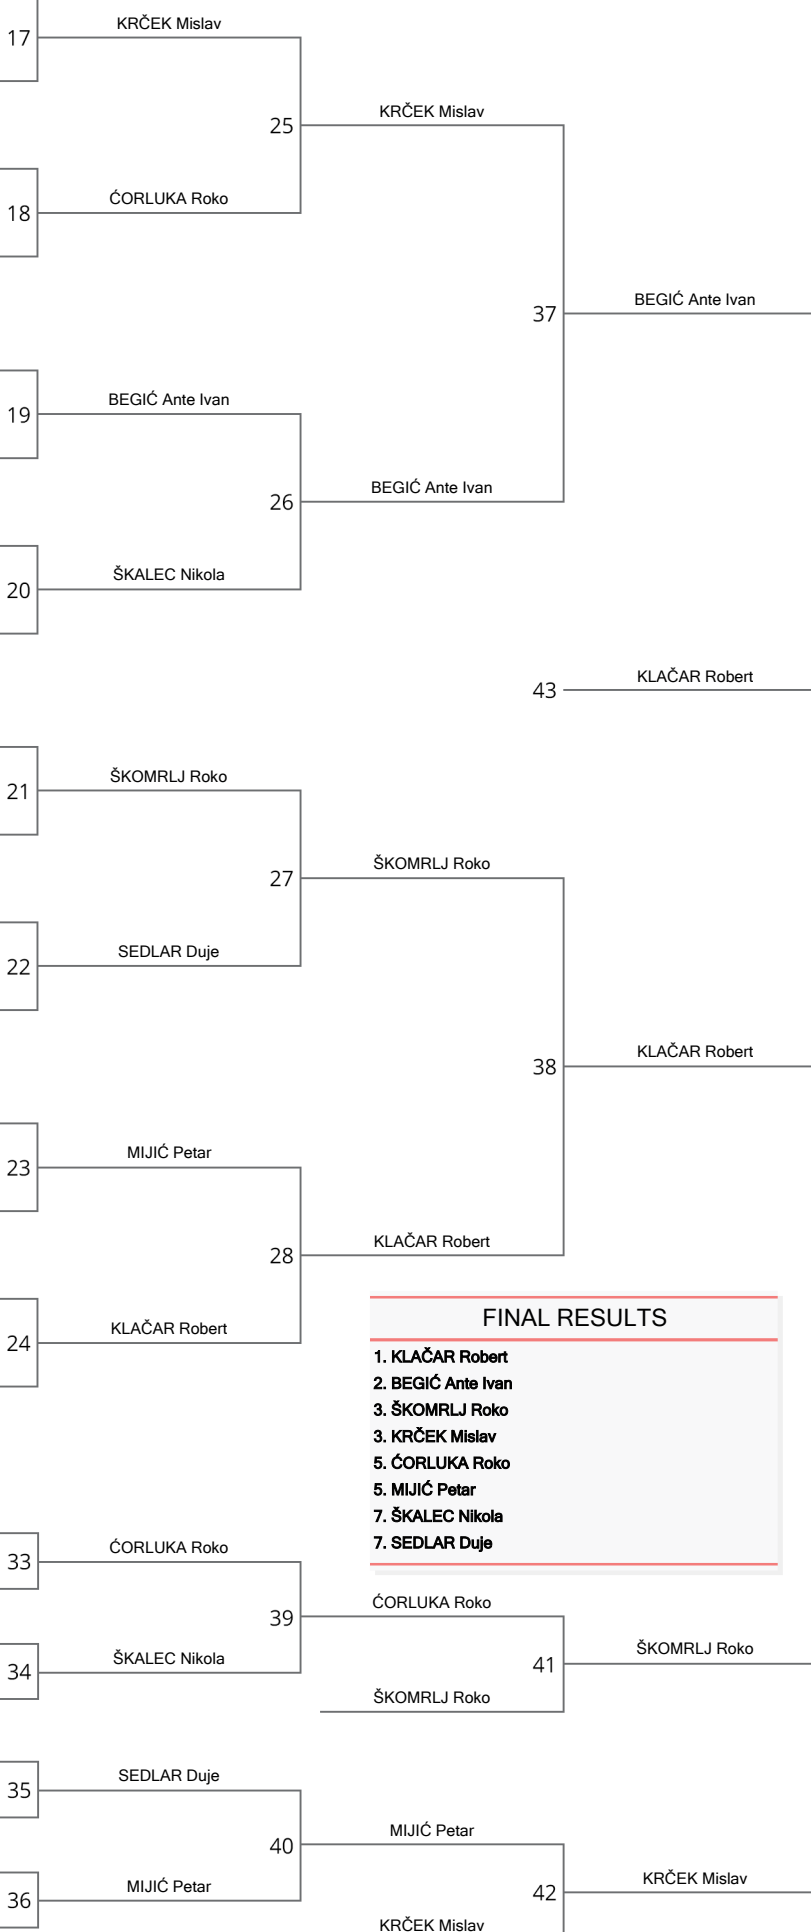 17
KRČEK Mislav
25
KRČEK Mislav
18
ĆORLUKA Roko
37
BEGIĆ Ante Ivan
19
BEGIĆ Ante Ivan
26
BEGIĆ Ante Ivan
20
ŠKALEC Nikola
43
KLAČAR Robert
21
ŠKOMRLJ Roko
27
ŠKOMRLJ Roko
22
SEDLAR Duje
38
KLAČAR Robert
23
MIJIĆ Petar
28
KLAČAR Robert
24
KLAČAR Robert
FINAL RESULTS
1. KLAČAR Robert
2. BEGIĆ Ante Ivan
3. ŠKOMRLJ Roko
3. KRČEK Mislav
5. ĆORLUKA Roko
5. MIJIĆ Petar
7. ŠKALEC Nikola
7. SEDLAR Duje
33
ĆORLUKA Roko
39
ĆORLUKA Roko
34
ŠKALEC Nikola
41
ŠKOMRLJ Roko
ŠKOMRLJ Roko
35
SEDLAR Duje
40
MIJIĆ Petar
36
MIJIĆ Petar
42
KRČEK Mislav
KRČEK Mislav